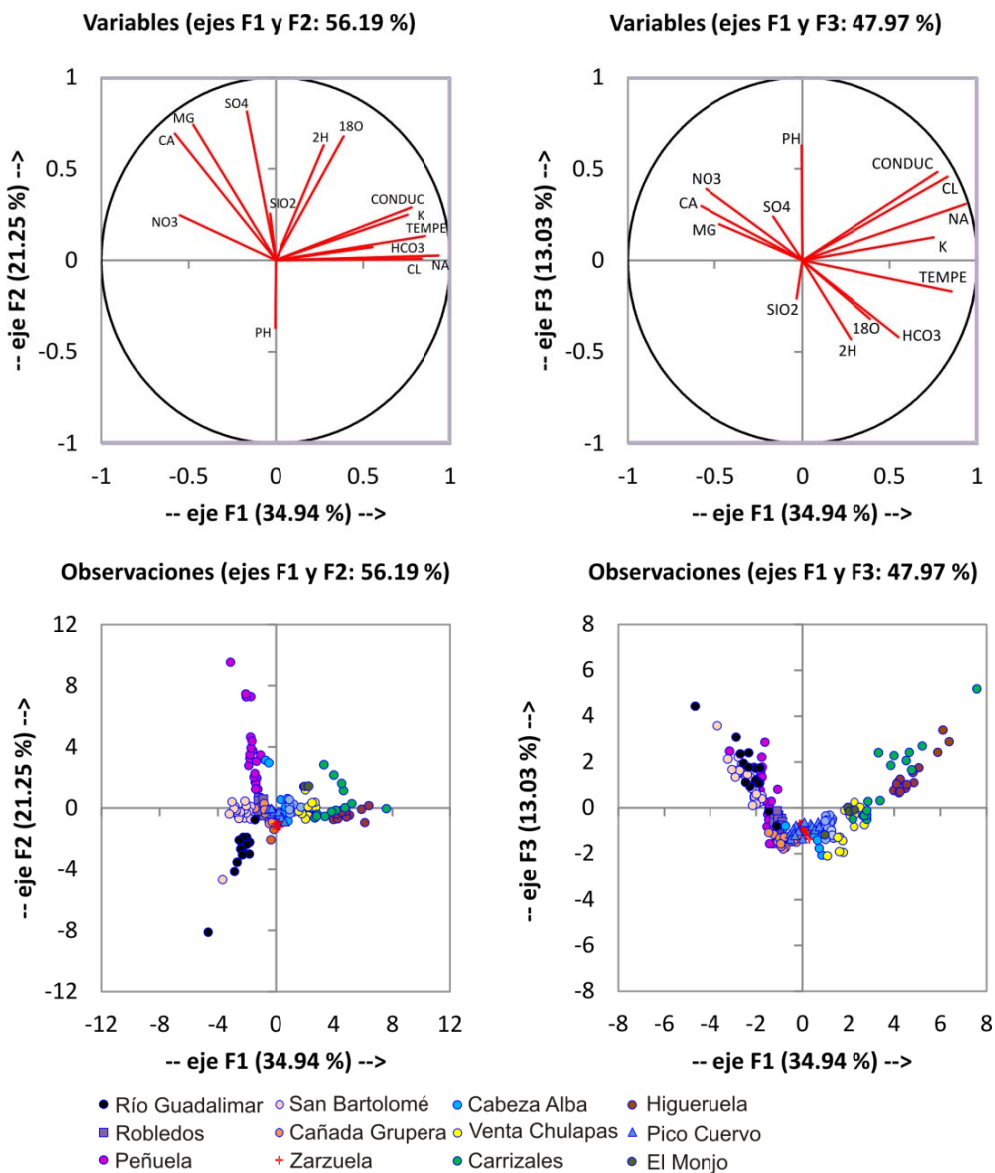 Variables (ejes F1 y F2: 56.19 %)
1
0.5
0
-0.5
-1
-1
-0.5
0
0.5
1
-- eje F2 (21.25 %) -->
-- eje F1 (34.94 %) -->
SO4
MG
CA
2H
18O
NO3
SIO2
CONDUC
K
TEMPE
HCO3
CL
NA
PH
Variables (ejes F1 y F3: 47.97 %)
1
0.5
0
-0.5
-1
-1
-0.5
0
0.5
1
-- eje F3 (13.03 %) -->
-- eje F1 (34.94 %) -->
PH
CONDUC
CL
NO3
CA
SO4
MG
NA
K
TEMPE
SIO2
18O
HCO3
2H
Observaciones (ejes F1 y F2: 56.19 %)
12
8
4
0
-4
-8
-12
-12
-8
-4
0
4
8
12
-- eje F2 (21.25 %) -->
-- eje F1 (34.94 %) -->
Observaciones (ejes F1 y F3: 47.97 %)
8
6
4
2
0
-2
-4
-6
-8
-8
-6
-4
-2
0
2
4
6
8
-- eje F3 (13.03 %) -->
-- eje F1 (34.94 %) -->
Río Guadalimar
San Bartolomé
Cabeza Alba
Higueruela
Robledos
Cañada Grupera
Venta Chulapas
Pico Cuervo
Peñuela
Zarzuela
Carrizales
El Monjo